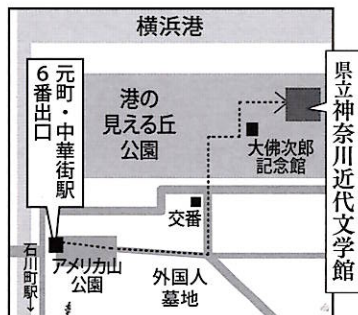 横浜港
元町・中華街駅
6番出口
港の
見える丘
公園
県立神奈川近代文学館
大佛次郎
記念館
交番
アメリカ山
公園
外国人
墓地
石川町駅↓